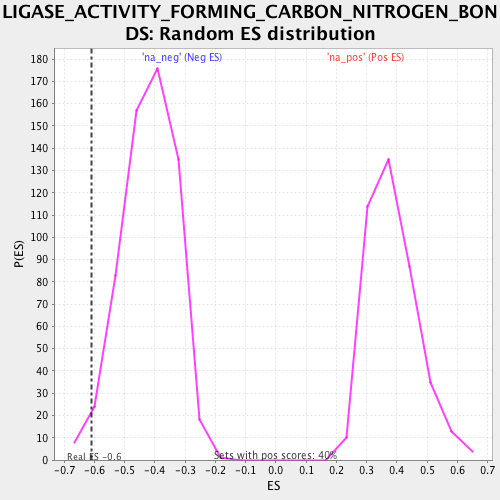 LIGASE_ACTIVITY_FORMING_CARBON_NITROGEN_BON
DS: Random ES distribution
'na_neg' (Neg ES) 'na_pos' (Pos ES)
180
170
160
150
140
130
120
110
100
90
80
70
60
50
40
30
20
10
0
P(ES)
Real ES -0.6 Sets with pos scores: 40%
-0.7 -0.6 -0.5 -0.4 -0.3 -0.2 -0.1 0.0 0.1 0.2 0.3 0.4 0.5 0.6 0.7
ES